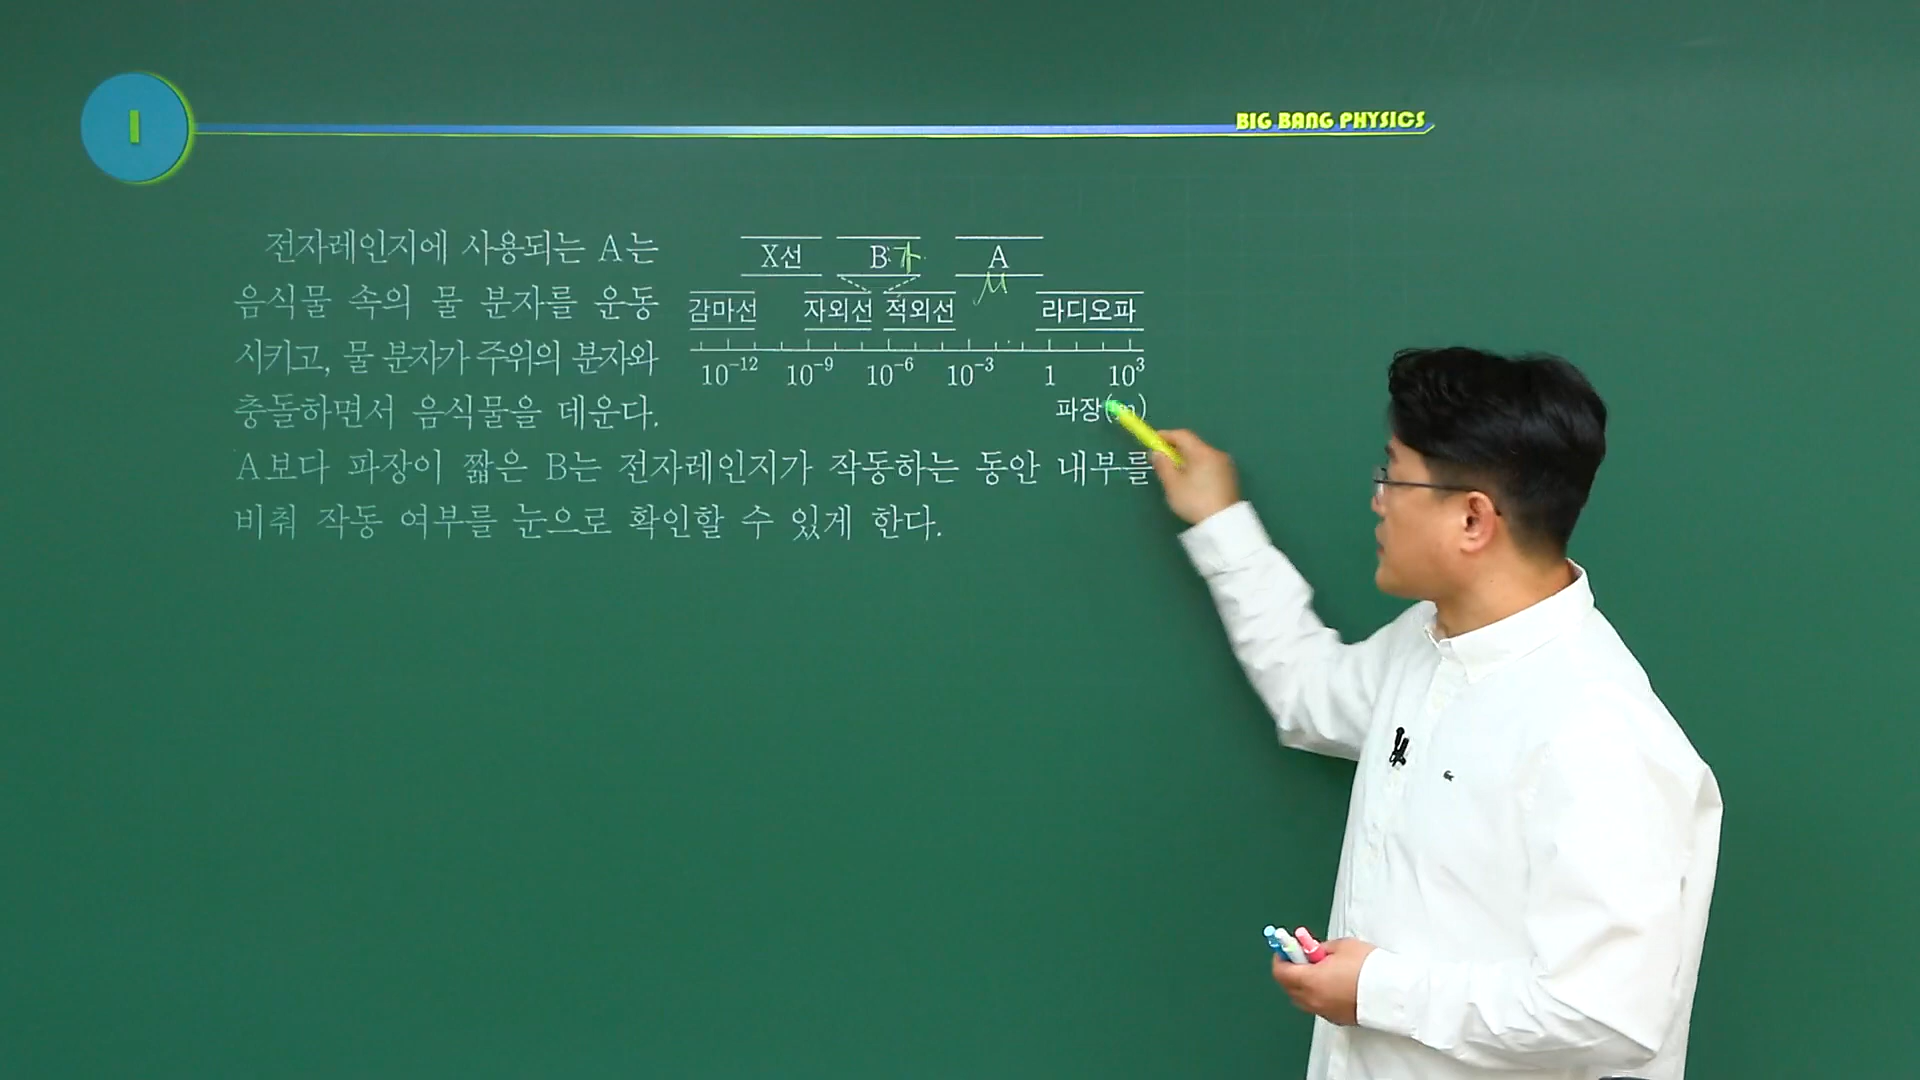 I
BIG BANG PHYSICS
전자레인지에 사용되는 A는
음식물 속의 물 분자를 운동
시키고, 물 분자가 주위의 분자와
충돌하면서 음식물을 데운다.
A보다 파장이 짧은 B는 전자레인지가 작동하는 동안 내부를
비춰 작동 여부를 눈으로 확인할 수 있게 한다.
X선 B 가 A
M
감마선 자외선 적외선 라디오파
10⁻¹² 10⁻⁹ 10⁻⁶ 10⁻³ 1 10³
파장(m)